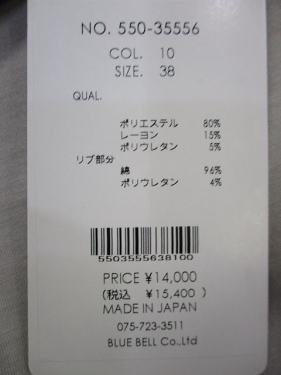 NO. 550-35556
COL. 10
SIZE. 38
QUAL.
ポリエステル 80%
レーヨン 15%
ポリウレタン 5%
リブ部分
綿 96%
ポリウレタン 4%
5503555638100
PRICE ¥14,000
(税込 ¥15,400)
MADE IN JAPAN
075-723-3511
BLUE BELL Co.,Ltd